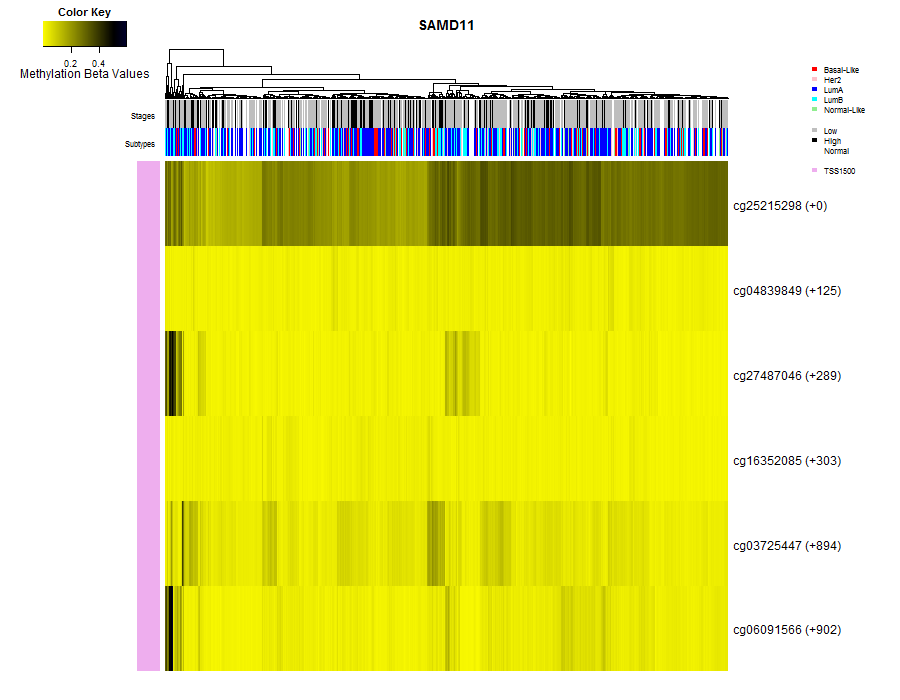 Color Key
0.2 0.4
Methylation Beta Values
SAMD11
Basal-Like
Her2
LumA
LumB
Normal-Like
Low
High
Normal
TSS1500
Stages
Subtypes
cg25215298 (+0)
cg04839849 (+125)
cg27487046 (+289)
cg16352085 (+303)
cg03725447 (+894)
cg06091566 (+902)